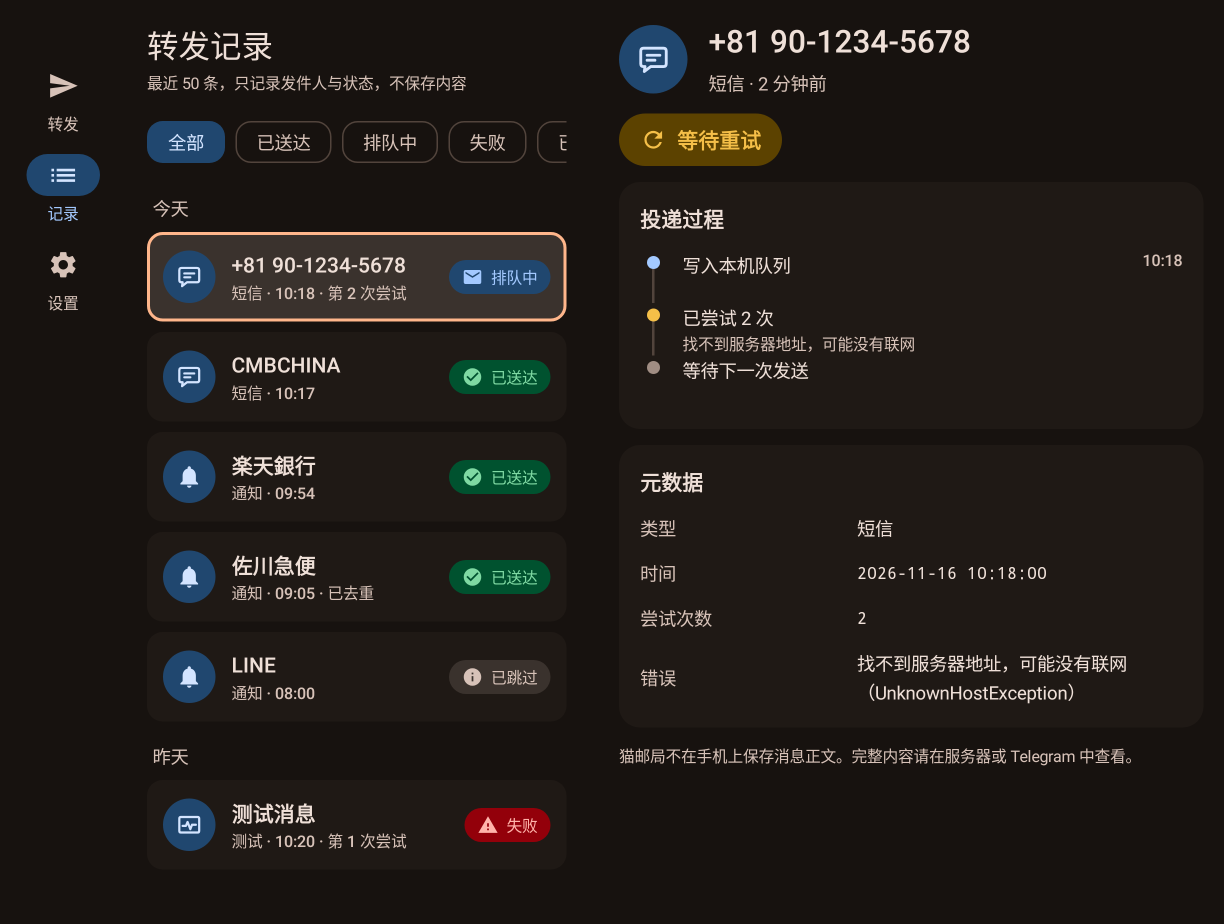 转发
记录
设置
转发记录
最近 50 条，只记录发件人与状态，不保存内容
全部
已送达
排队中
失败
今天
+81 90-1234-5678
短信 · 10:18 · 第 2 次尝试
排队中
CMBCHINA
短信 · 10:17
已送达
楽天銀行
通知 · 09:54
已送达
佐川急便
通知 · 09:05 · 已去重
已送达
LINE
通知 · 08:00
已跳过
昨天
测试消息
测试 · 10:20 · 第 1 次尝试
失败
+81 90-1234-5678
短信 · 2 分钟前
等待重试
投递过程
写入本机队列
10:18
已尝试 2 次
找不到服务器地址，可能没有联网
等待下一次发送
元数据
类型
短信
时间
2026-11-16 10:18:00
尝试次数
2
错误
找不到服务器地址，可能没有联网
（UnknownHostException）
猫邮局不在手机上保存消息正文。完整内容请在服务器或 Telegram 中查看。